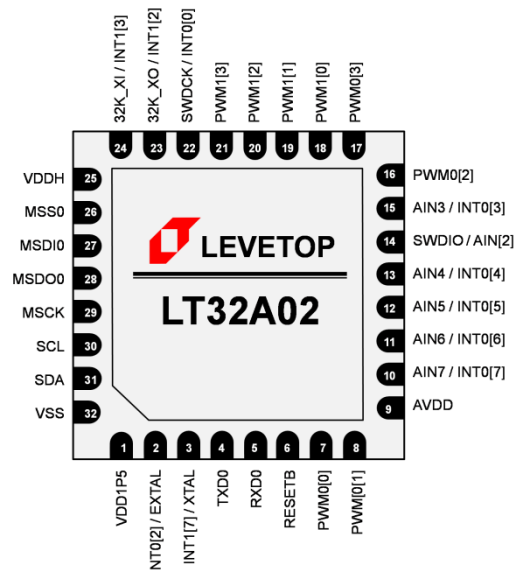 32K_XI / INT1[3]
32K_XO / INT1[2]
SWDCK / INT0[0]
PWM1[3]
PWM1[2]
PWM1[1]
PWM1[0]
PWM0[3]
24
23
22
21
20
19
18
17
VDDH 25
MSS0 26
MSDI0 27
MSDO0 28
MSCK 29
SCL 30
SDA 31
VSS 32
LEVETOP
LT32A02
16 PWM0[2]
15 AIN3 / INT0[3]
14 SWDIO / AIN[2]
13 AIN4 / INT0[4]
12 AIN5 / INT0[5]
11 AIN6 / INT0[6]
10 AIN7 / INT0[7]
9 AVDD
1
2
3
4
5
6
7
8
VDD1P5
NT0[2] / EXTAL
INT1[7] / XTAL
TXD0
RXD0
RESETB
PWM0[0]
PWM[0[1]